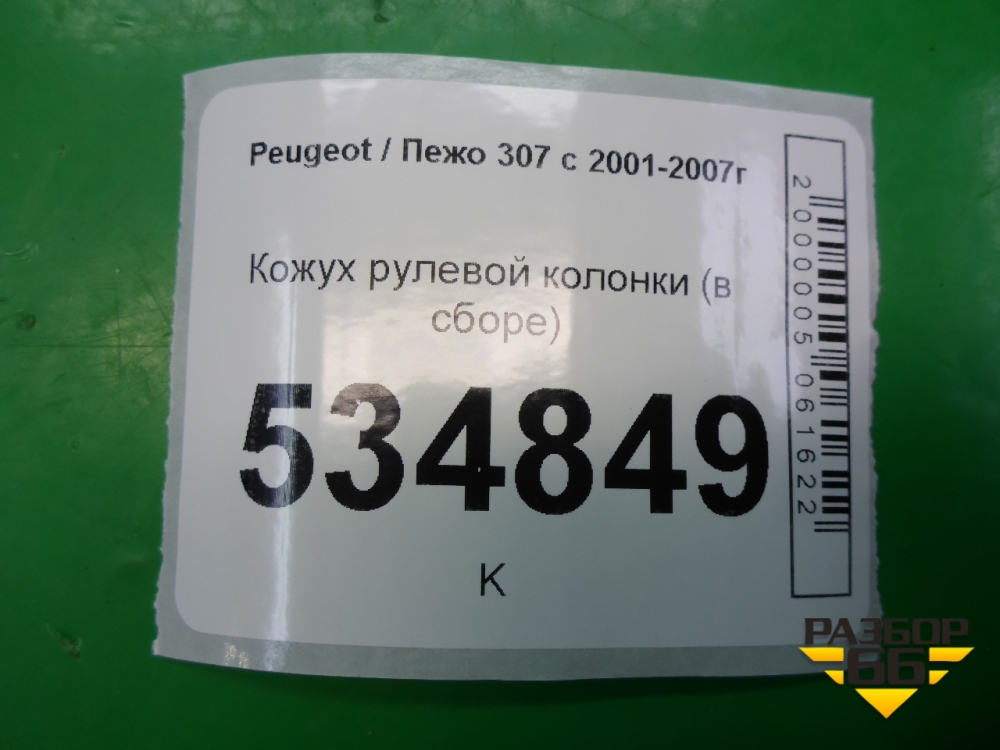 Peugeot / Пежо 307 с 2001-2007г
Кожух рулевой колонки (в
сборе)
534849
К
2000005061622
РАЗБОР
66